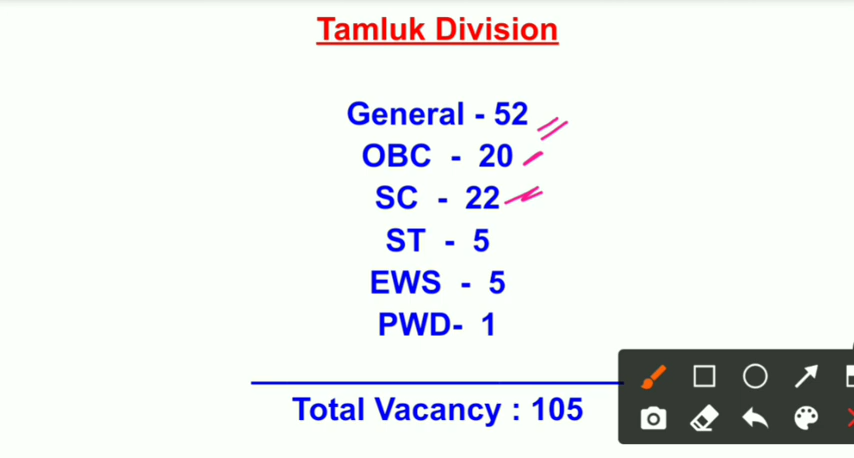 Tamluk Division
General - 52
OBC - 20
SC - 22
ST - 5
EWS - 5
PWD- 1
Total Vacancy : 105